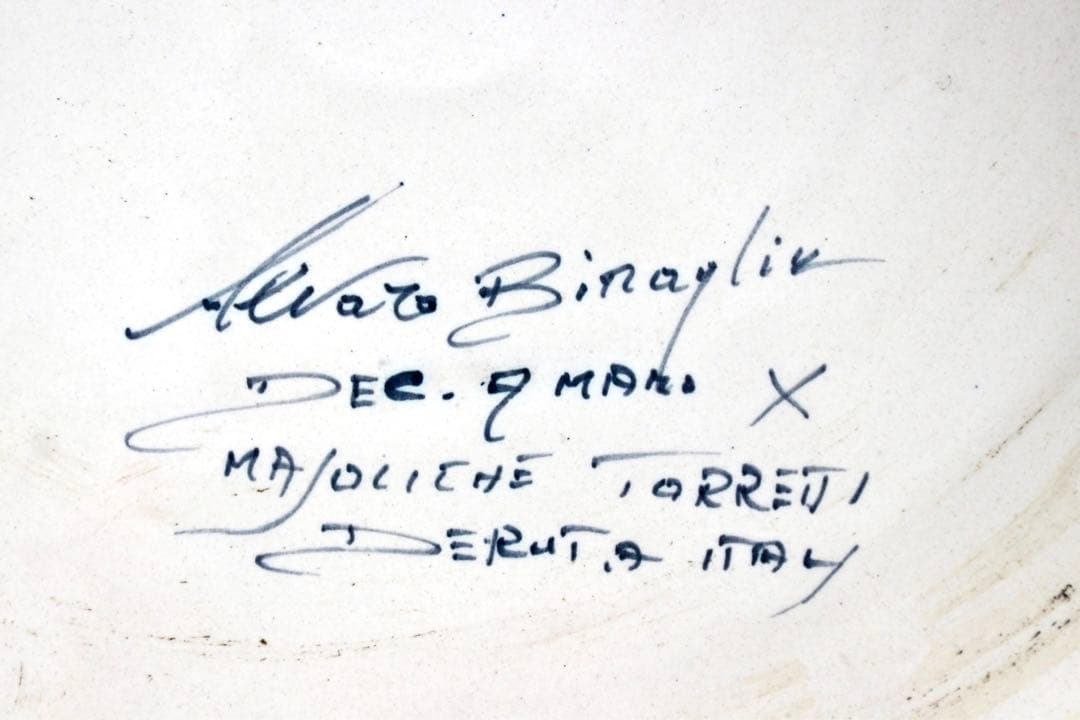 Alvaro Binaglia
DEC. A MANO X
MAJOLICHE TORRETTI
DERUTA ITALY